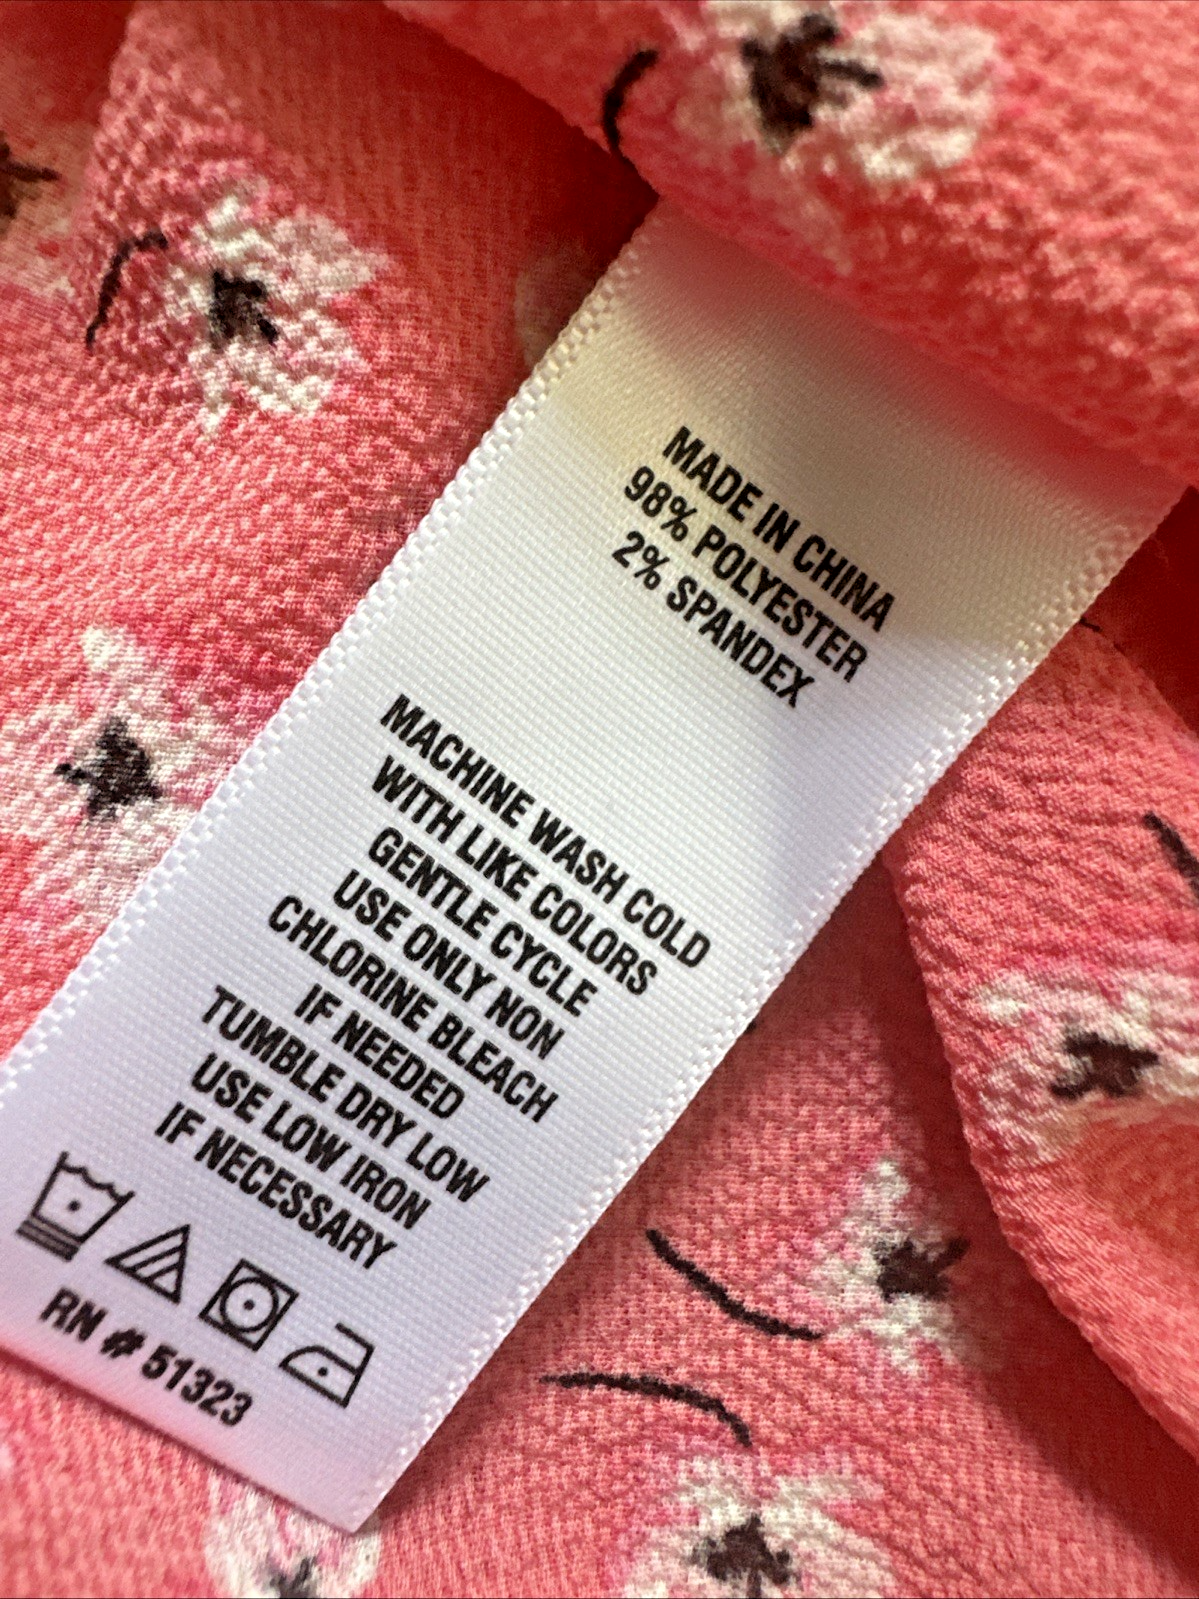 MADE IN CHINA
98% POLYESTER
2% SPANDEX
MACHINE WASH COLD
WITH LIKE COLORS
GENTLE CYCLE
USE ONLY NON
CHLORINE BLEACH
IF NEEDED
TUMBLE DRY LOW
USE LOW IRON
IF NECESSARY
RN # 51323